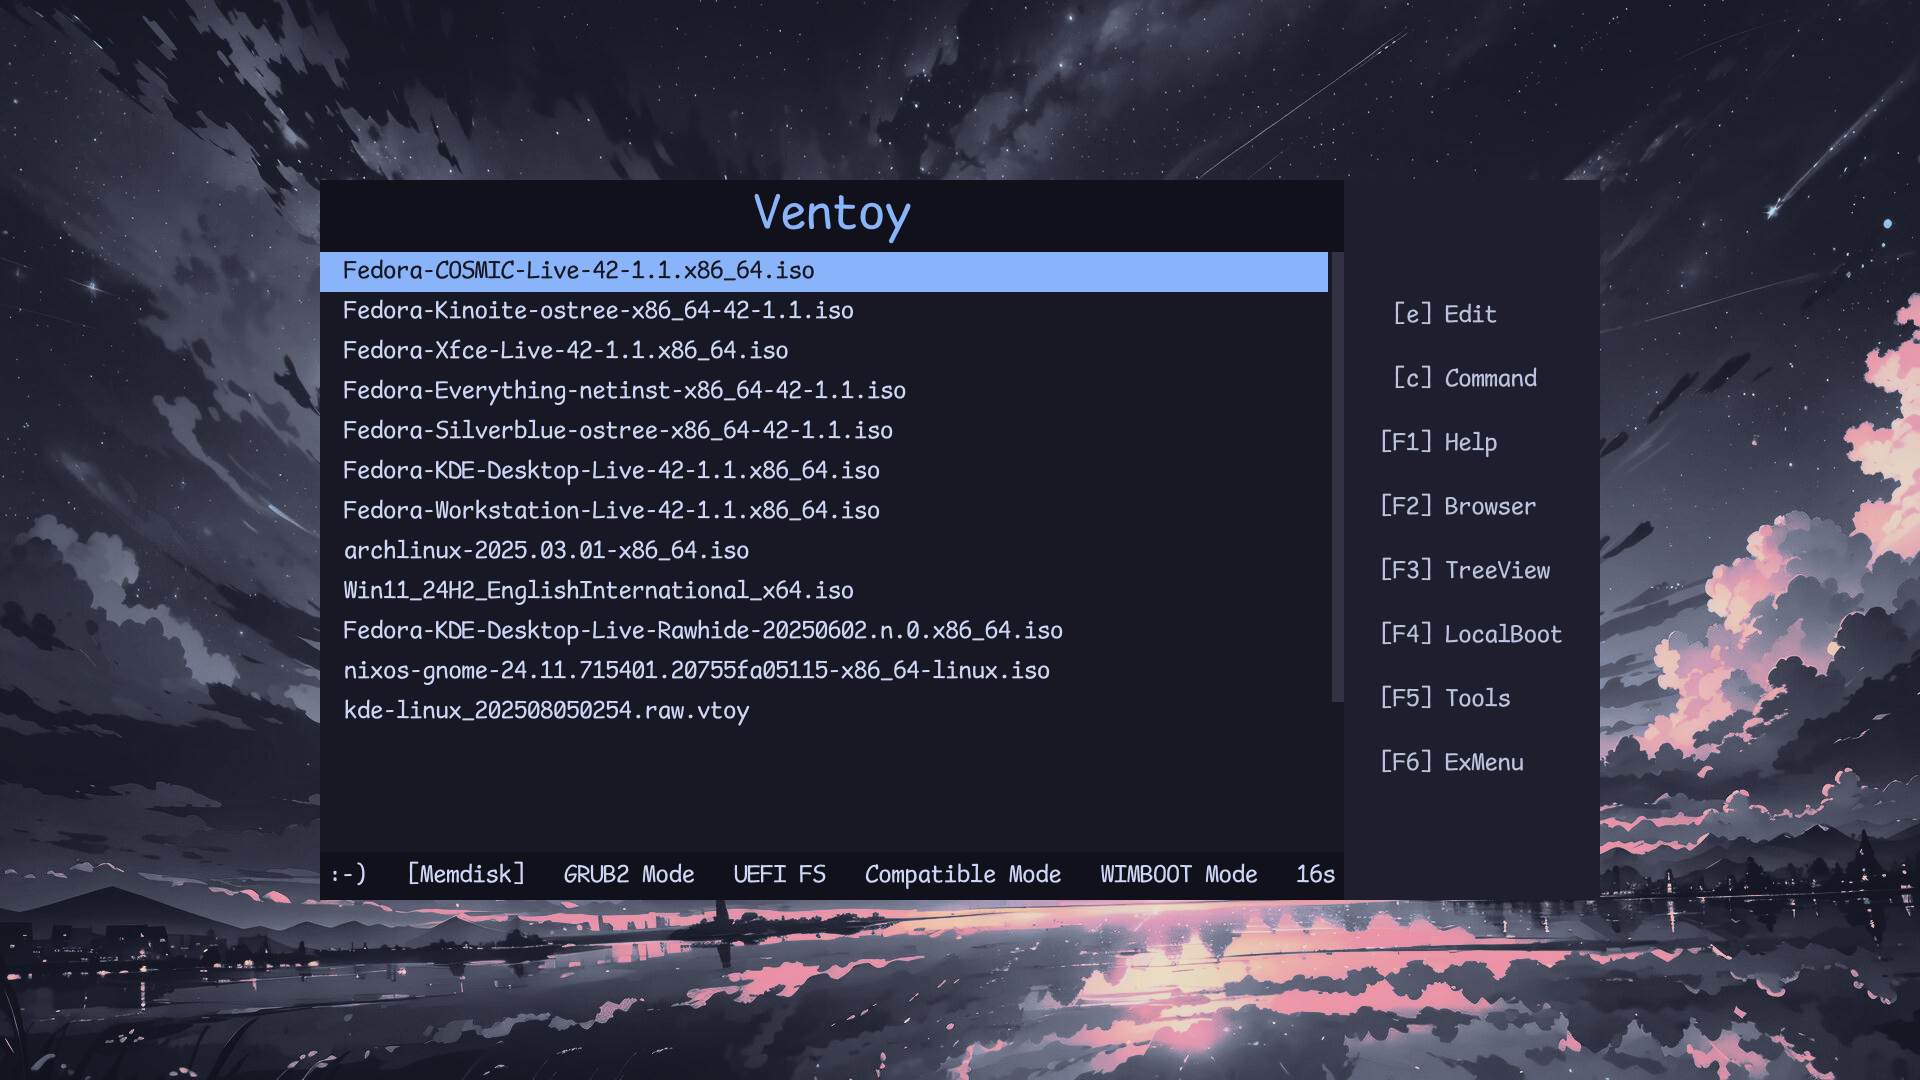 Ventoy
Fedora-COSMIC-Live-42-1.1.x86_64.iso
Fedora-Kinoite-ostree-x86_64-42-1.1.iso
Fedora-Xfce-Live-42-1.1.x86_64.iso
Fedora-Everything-netinst-x86_64-42-1.1.iso
Fedora-Silverblue-ostree-x86_64-42-1.1.iso
Fedora-KDE-Desktop-Live-42-1.1.x86_64.iso
Fedora-Workstation-Live-42-1.1.x86_64.iso
archlinux-2025.03.01-x86_64.iso
Win11_24H2_EnglishInternational_x64.iso
Fedora-KDE-Desktop-Live-Rawhide-20250602.n.0.x86_64.iso
nixos-gnome-24.11.715401.20755fa05115-x86_64-linux.iso
kde-linux_202508050254.raw.vtoy
[e] Edit
[c] Command
[F1] Help
[F2] Browser
[F3] TreeView
[F4] LocalBoot
[F5] Tools
[F6] ExMenu
:-) [Memdisk] GRUB2 Mode UEFI FS Compatible Mode WIMBOOT Mode 16s